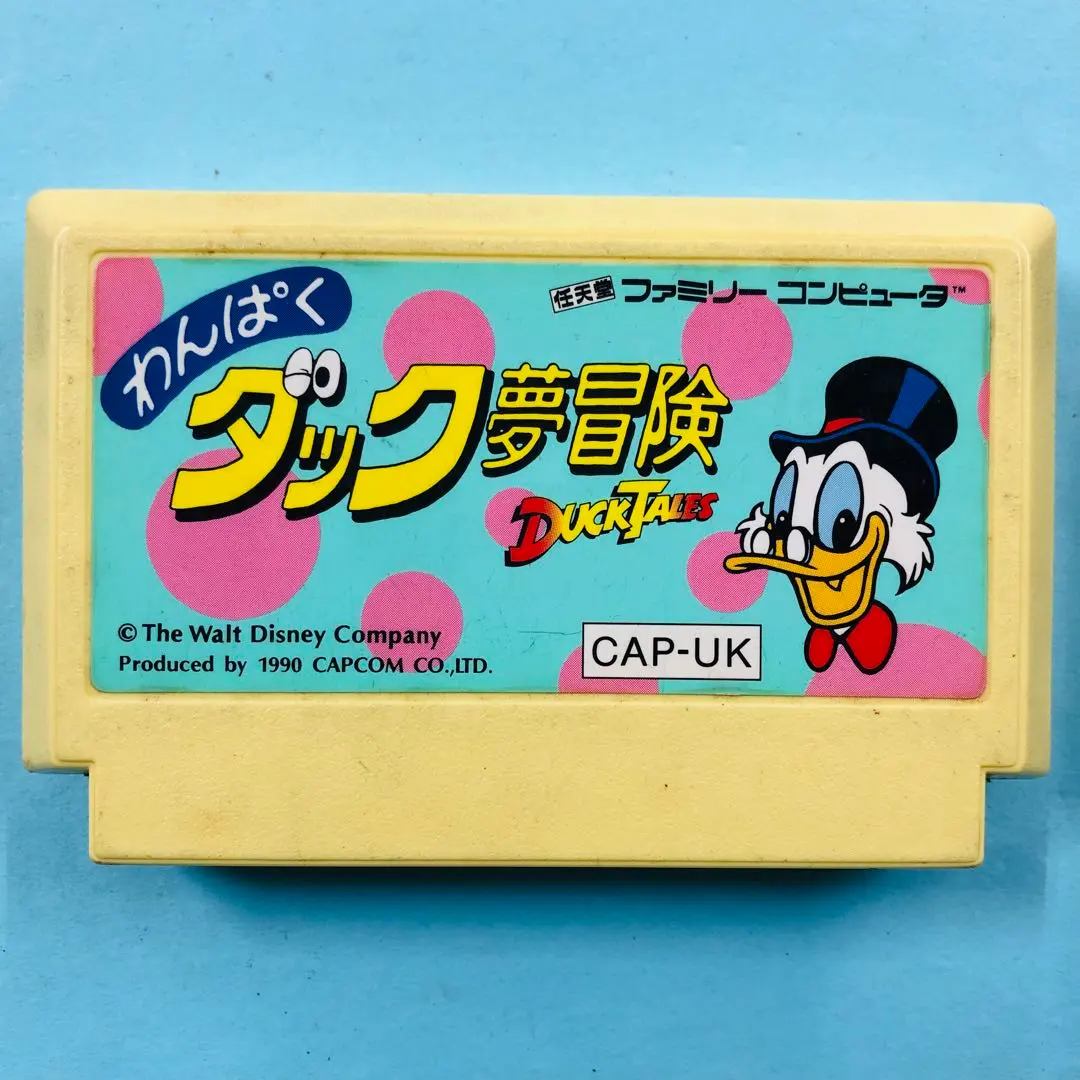 任天堂 ファミリー コンピュータ™
わんぱく
ダック夢冒険
DUCKTALES
© The Walt Disney Company
Produced by 1990 CAPCOM CO.,LTD.
CAP-UK